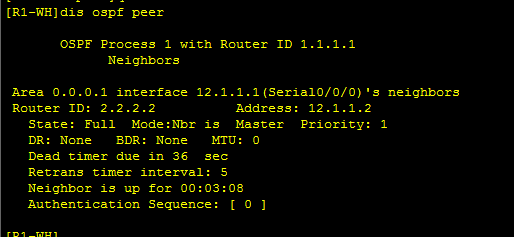 [R1-WH]dis ospf peer
OSPF Process 1 with Router ID 1.1.1.1
Neighbors
Area 0.0.0.1 interface 12.1.1.1(Serial0/0/0)'s neighbors
Router ID: 2.2.2.2 Address: 12.1.1.2
State: Full Mode:Nbr is Master Priority: 1
DR: None BDR: None MTU: 0
Dead timer due in 36 sec
Retrans timer interval: 5
Neighbor is up for 00:03:08
Authentication Sequence: [ 0 ]
[R1-WH]